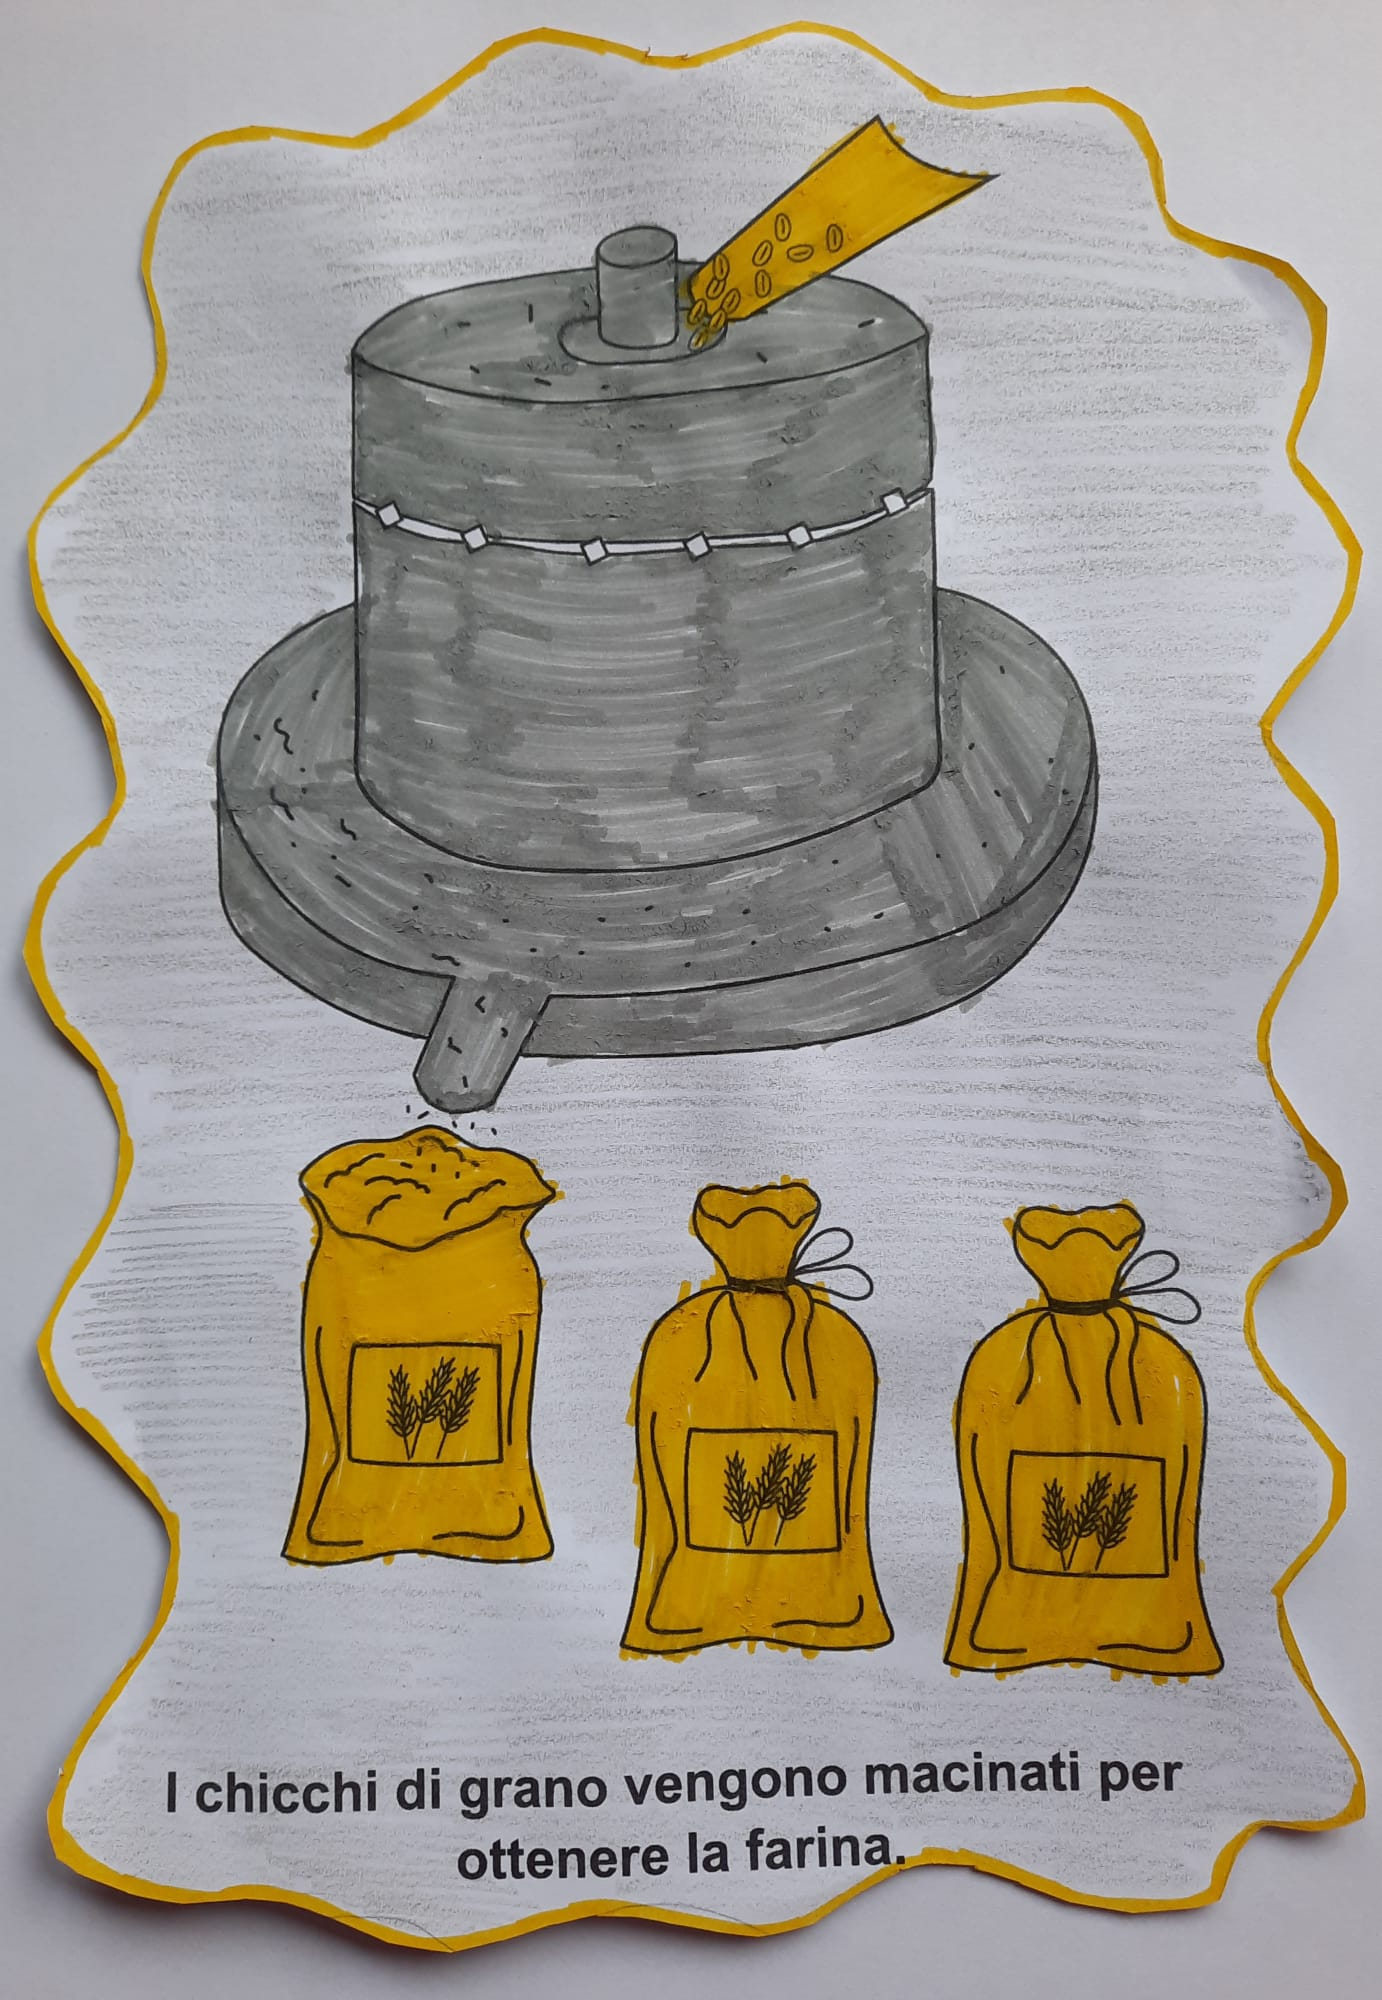 I chicchi di grano vengono macinati per
ottenere la farina.